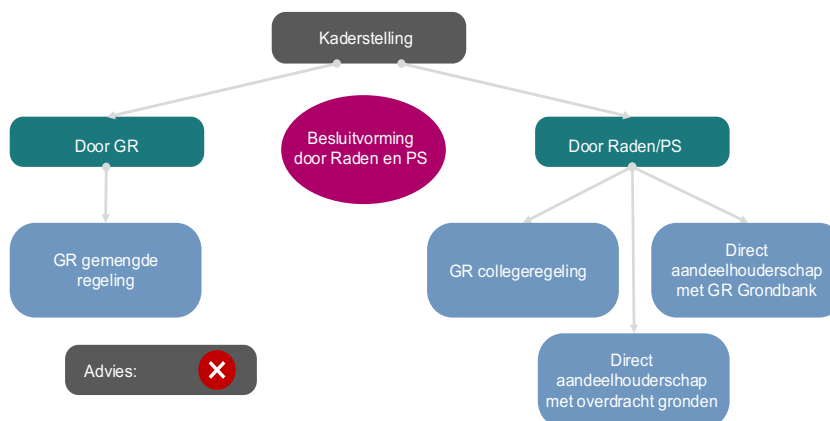 Kaderstelling
Besluitvorming
door Raden en PS
Door GR
Door Raden/PS
GR gemengde
regeling
GR collegeregeling
Direct
aandeelhouderschap
met GR Grondbank
Advies:
Direct
aandeelhouderschap
met overdracht gronden